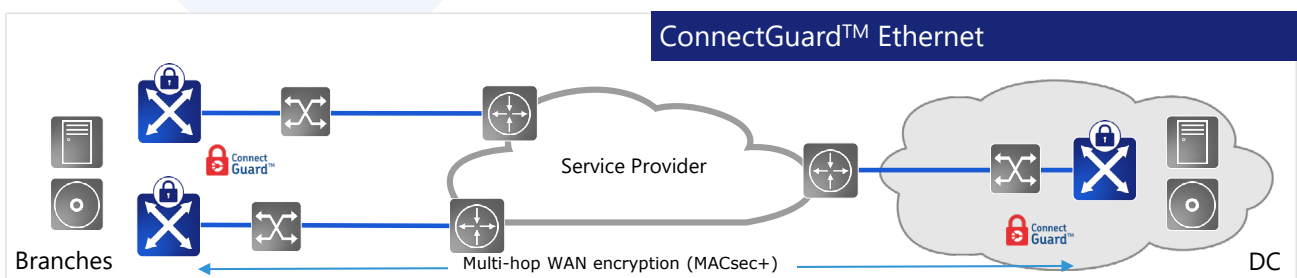 ConnectGuard™ Ethernet
Connect
Guard™
Service Provider
Connect
Guard™
Branches
Multi-hop WAN encryption (MACsec+)
DC